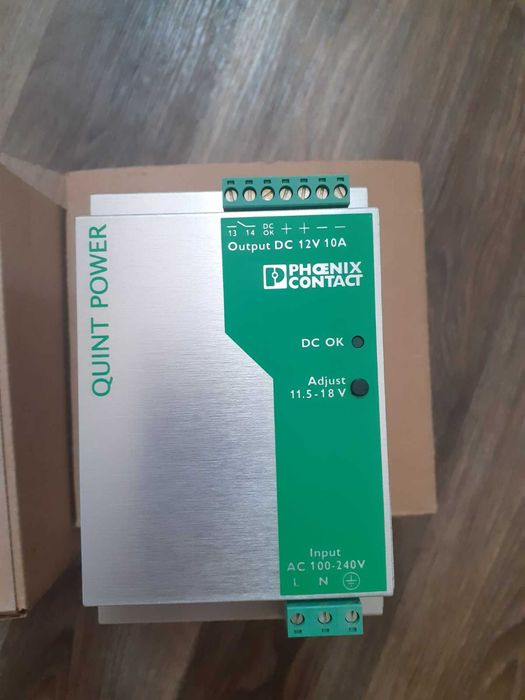 13 14 DC OK + + − −
Output DC 12V 10A
PHŒNIX
CONTACT
QUINT POWER
DC OK
Adjust
11.5-18 V
Input
AC 100-240V
L N